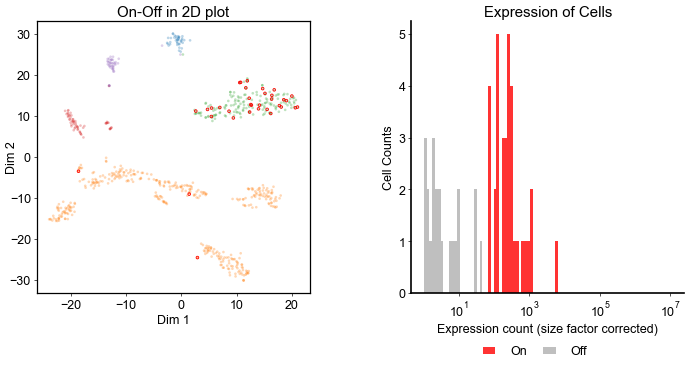 On-Off in 2D plot
Dim 2
30
20
10
0
−10
−20
−30
−20
−10
0
10
20
Dim 1
Expression of Cells
Cell Counts
5
4
3
2
1
0
10^1
10^3
10^5
10^7
Expression count (size factor corrected)
On
Off